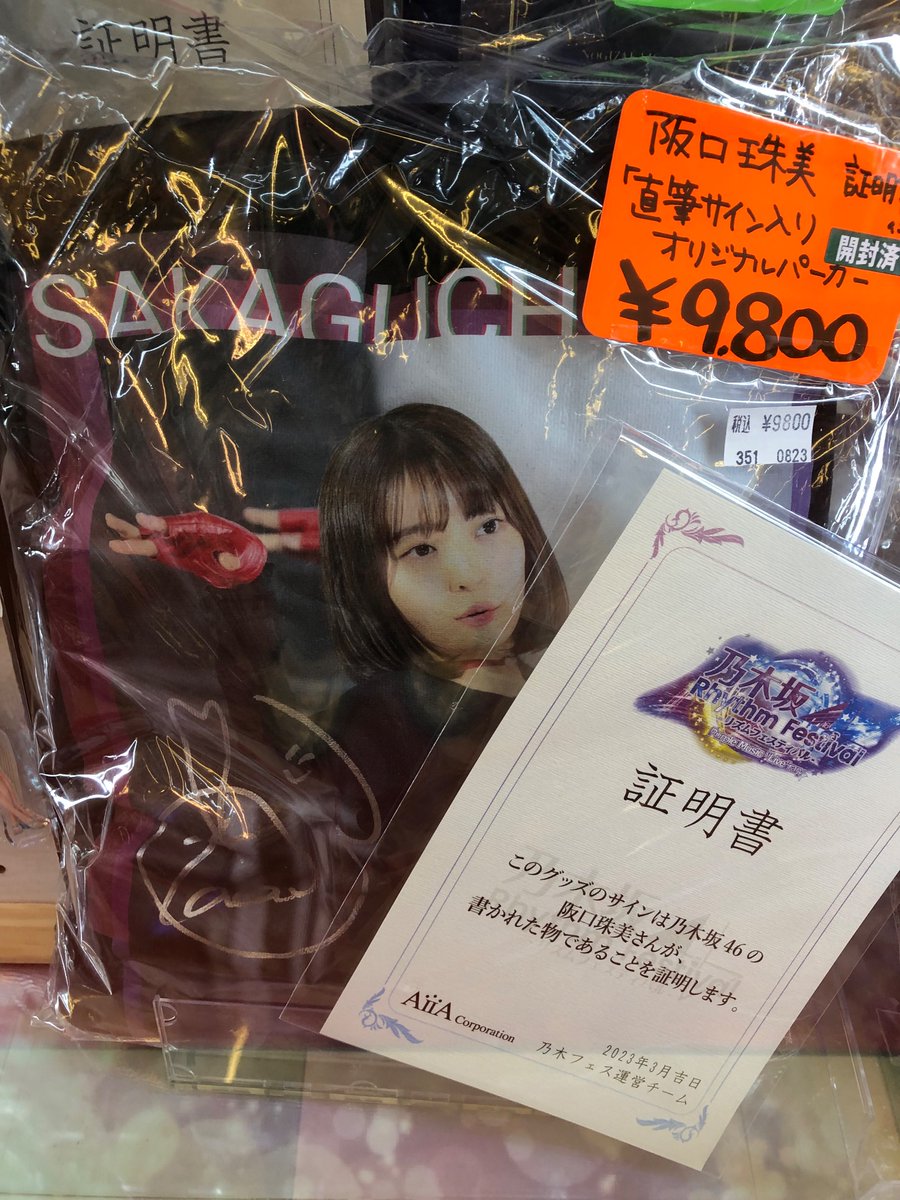 証明書
阪口珠美 証明
「直筆サイン入り
オリジナルパーカー
開封済
¥9.800
税込 ¥9800
351 0823
SAKAGUCH
乃木坂
Rhythm Festival
リズムフェスティバル
証明書
このグッズのサインは乃木坂46の
阪口珠美さんが、
書かれた物であることを証明します。
AiiA Corporation
2023年3月吉日
乃木フェス運営チーム